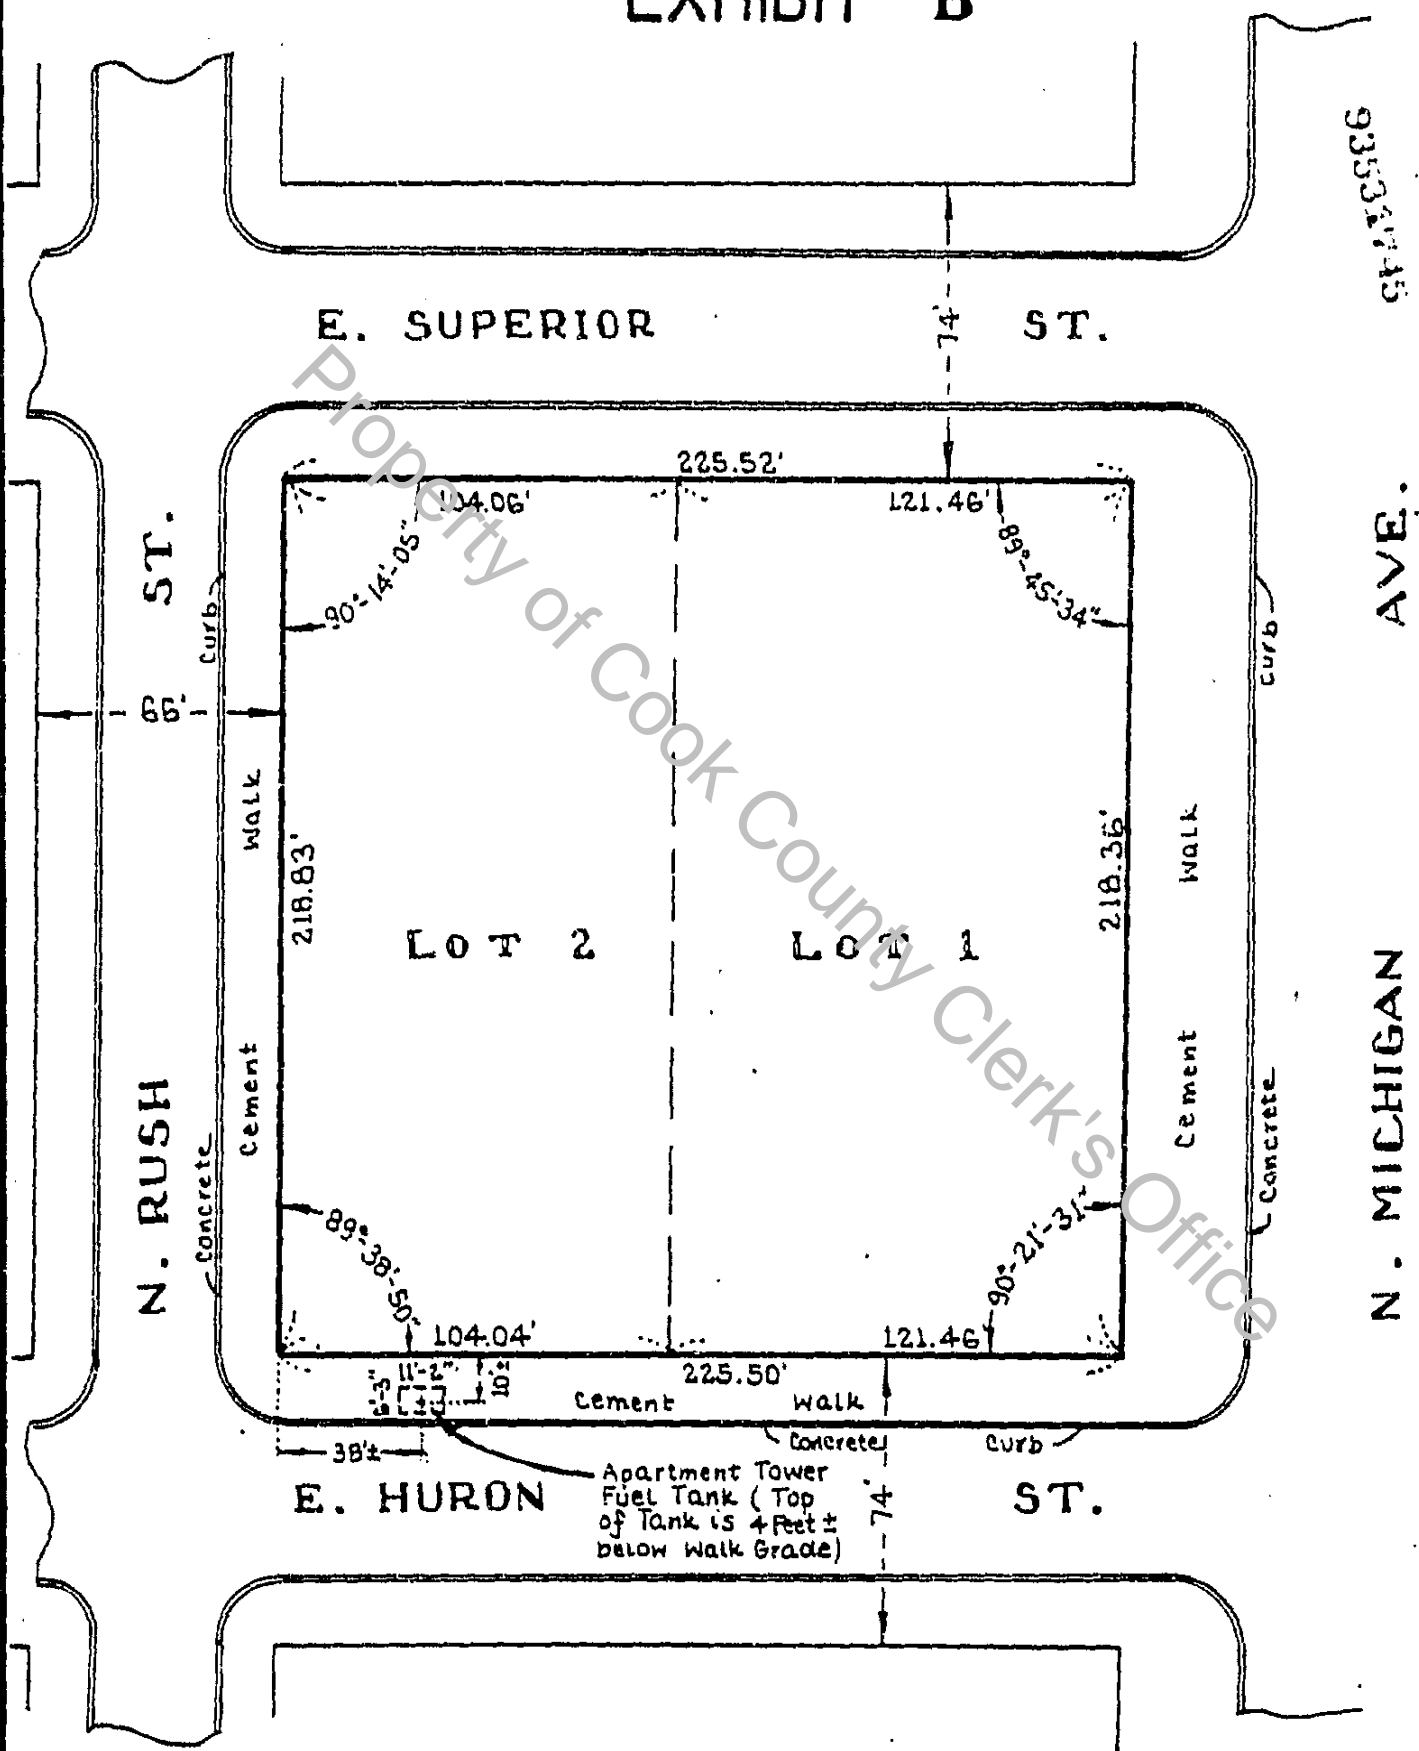 EXHIBIT B
93531745
E. SUPERIOR ST.
74'
225.52'
104.06'
121.46'
90°-14'-05"
89°-45'-34"
N. RUSH ST.
Curb
66'
Walk
218.83'
Cement
Concrete
LOT 2
LOT 1
218.36'
Walk
Cement
Curb
Concrete
N. MICHIGAN AVE.
89°-38'-50"
90°-21'-31"
104.04'
121.46'
225.50'
11'-2"
10'±
Cement Walk
Concrete Curb
38'±
E. HURON ST.
Apartment Tower
Fuel Tank (Top
of Tank is 4 Feet ±
below Walk Grade)
74'
Property of Cook County Clerk's Office